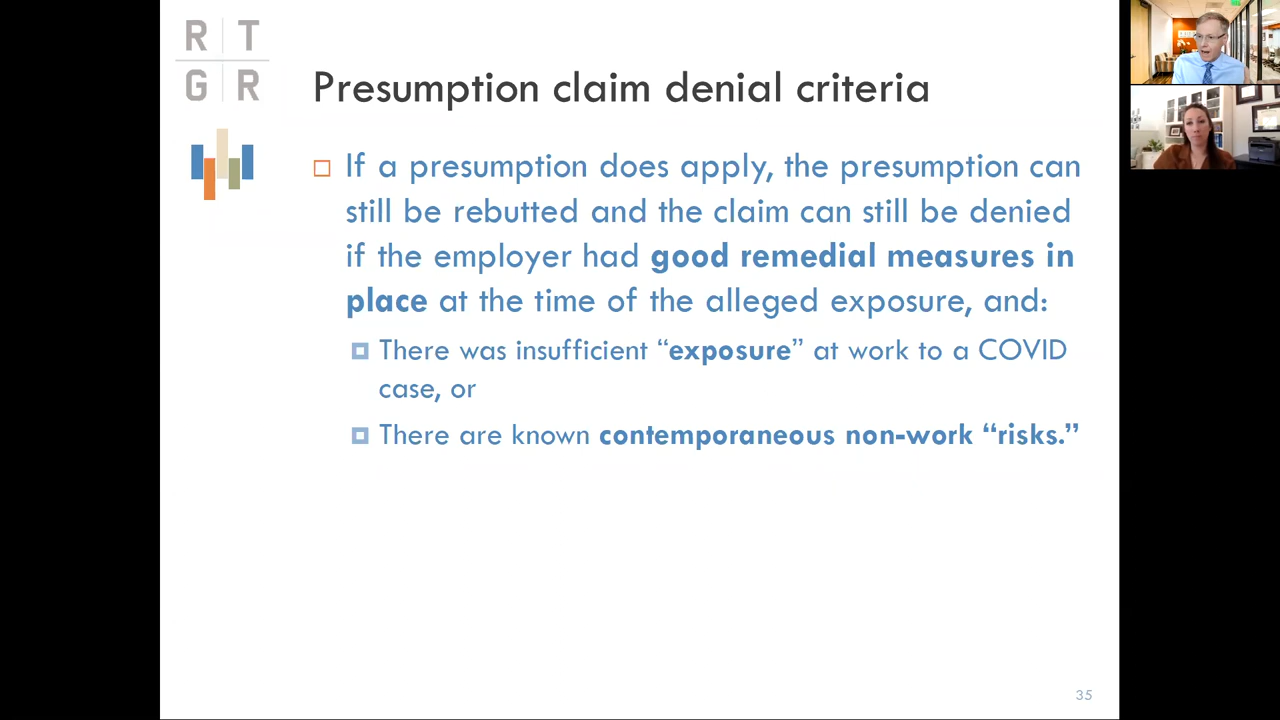 R T
G R
Presumption claim denial criteria
If a presumption does apply, the presumption can
still be rebutted and the claim can still be denied
if the employer had good remedial measures in
place at the time of the alleged exposure, and:
There was insufficient “exposure” at work to a COVID
case, or
There are known contemporaneous non-work “risks.”
35